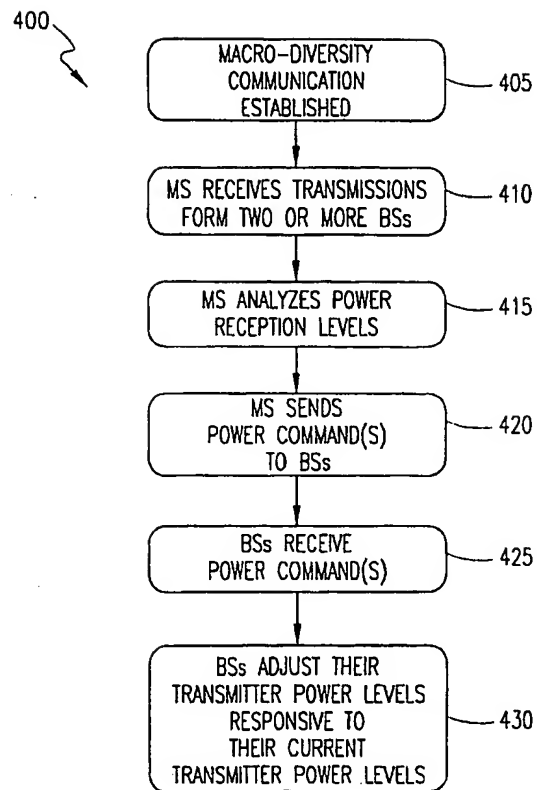 400
MACRO-DIVERSITY
COMMUNICATION
ESTABLISHED
405
MS RECEIVES TRANSMISSIONS
FORM TWO OR MORE BSs
410
MS ANALYZES POWER
RECEPTION LEVELS
415
MS SENDS
POWER COMMAND(S)
TO BSs
420
BSs RECEIVE
POWER COMMAND(S)
425
BSs ADJUST THEIR
TRANSMITTER POWER LEVELS
RESPONSIVE TO
THEIR CURRENT
TRANSMITTER POWER LEVELS
430